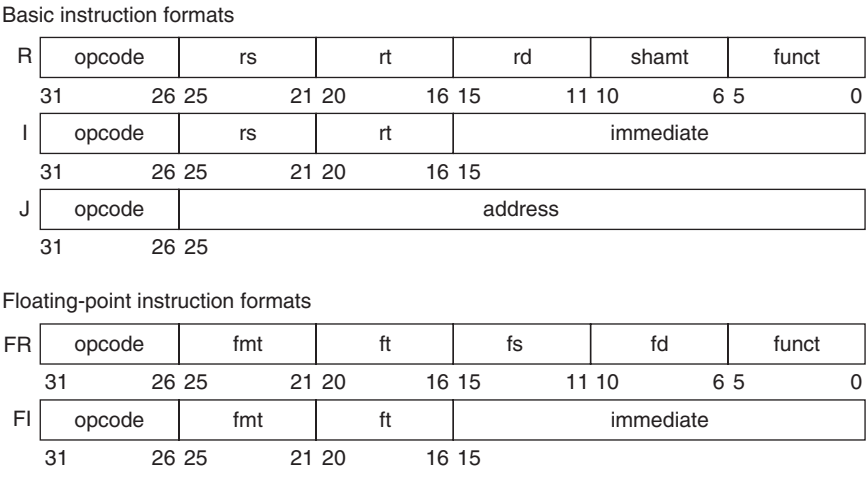 Basic instruction formats
R opcode rs rt rd shamt funct
31 26 25 21 20 16 15 11 10 6 5 0
I opcode rs rt immediate
31 26 25 21 20 16 15
J opcode address
31 26 25
Floating-point instruction formats
FR opcode fmt ft fs fd funct
31 26 25 21 20 16 15 11 10 6 5 0
FI opcode fmt ft immediate
31 26 25 21 20 16 15